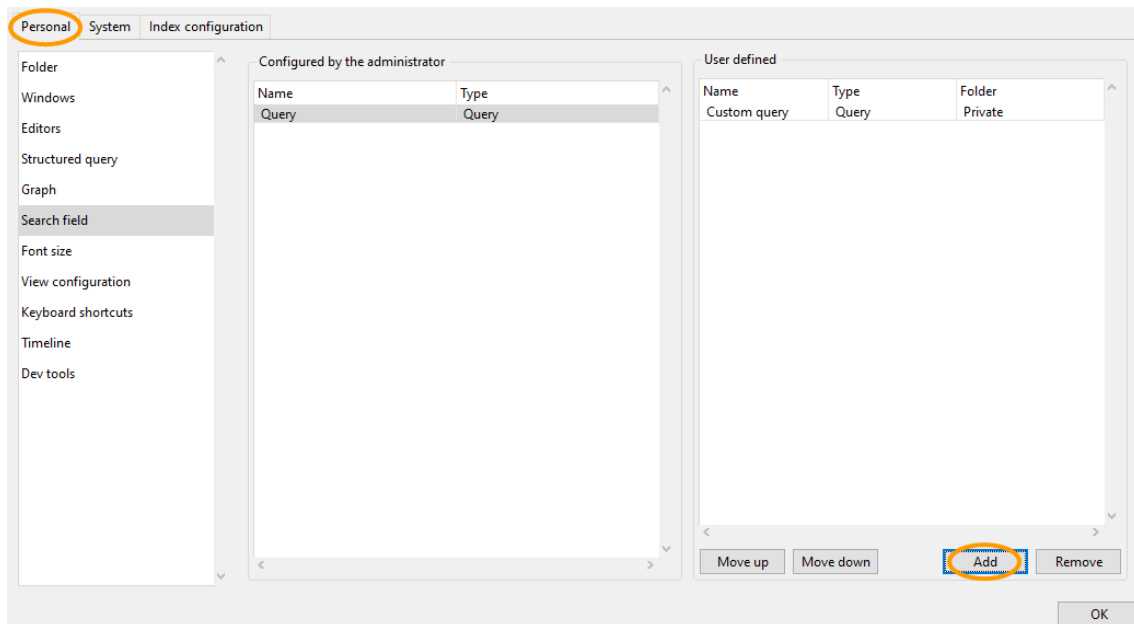 Personal System Index configuration
Folder
Windows
Editors
Structured query
Graph
Search field
Font size
View configuration
Keyboard shortcuts
Timeline
Dev tools
Configured by the administrator
Name Type
Query Query
User defined
Name Type Folder
Custom query Query Private
Move up Move down Add Remove
OK